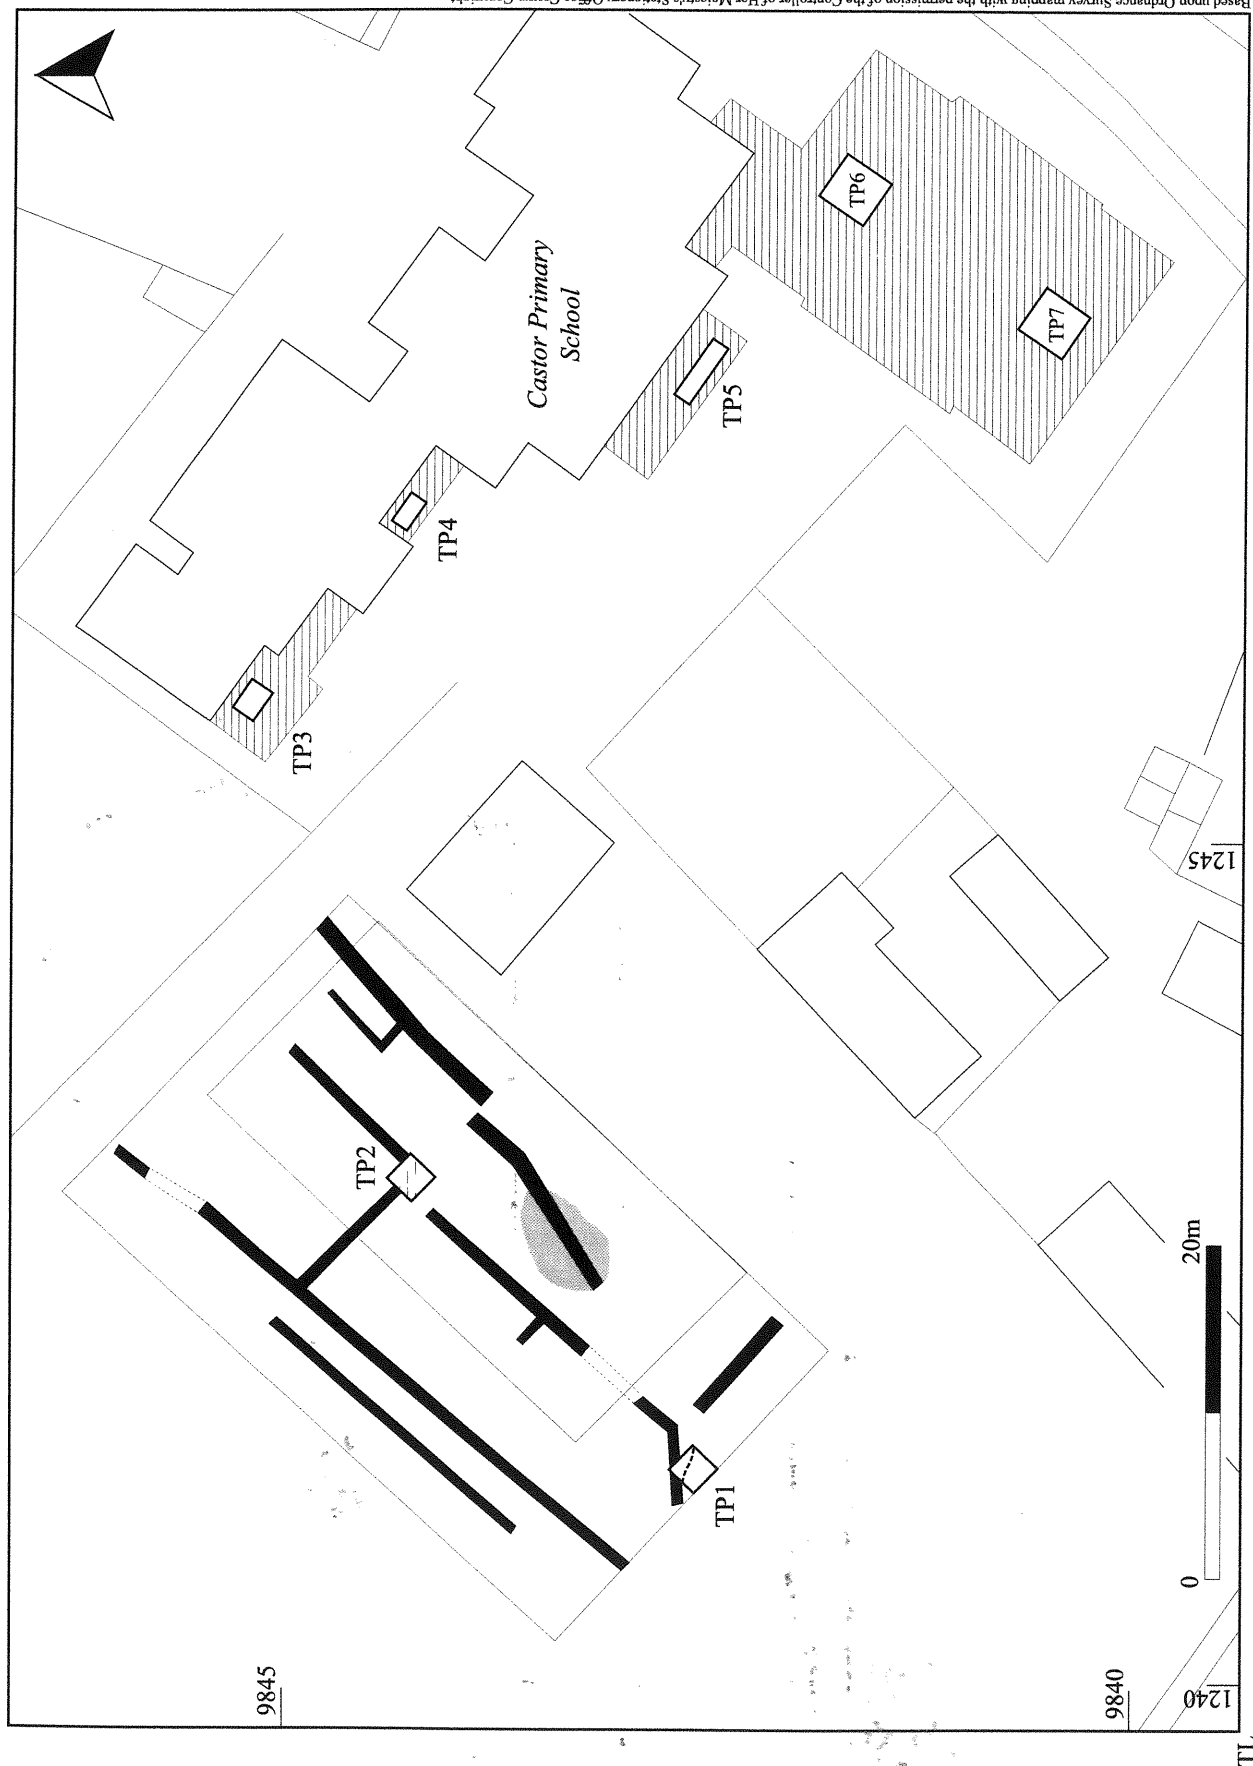 Based upon Ordnance Survey mapping with the permission of the Controller of Her Majesty's Stationery Office Crown Copyright
Castor Primary
School
TP6
TP7
TP5
TP4
TP3
TP2
TP1
9845
9840
1245
1240
TL
0
20m